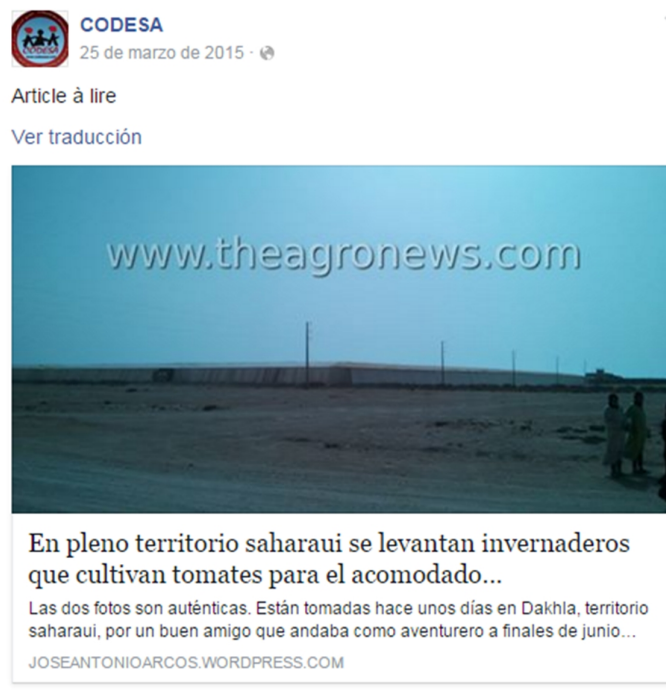 CODESA
CODESA
25 de marzo de 2015 ·
Article à lire
Ver traducción
www.theagronews.com
En pleno territorio saharaui se levantan invernaderos
que cultivan tomates para el acomodado...
Las dos fotos son auténticas. Están tomadas hace unos días en Dakhla, territorio
saharaui, por un buen amigo que andaba como aventurero a finales de junio...
JOSEANTONIOARCOS.WORDPRESS.COM